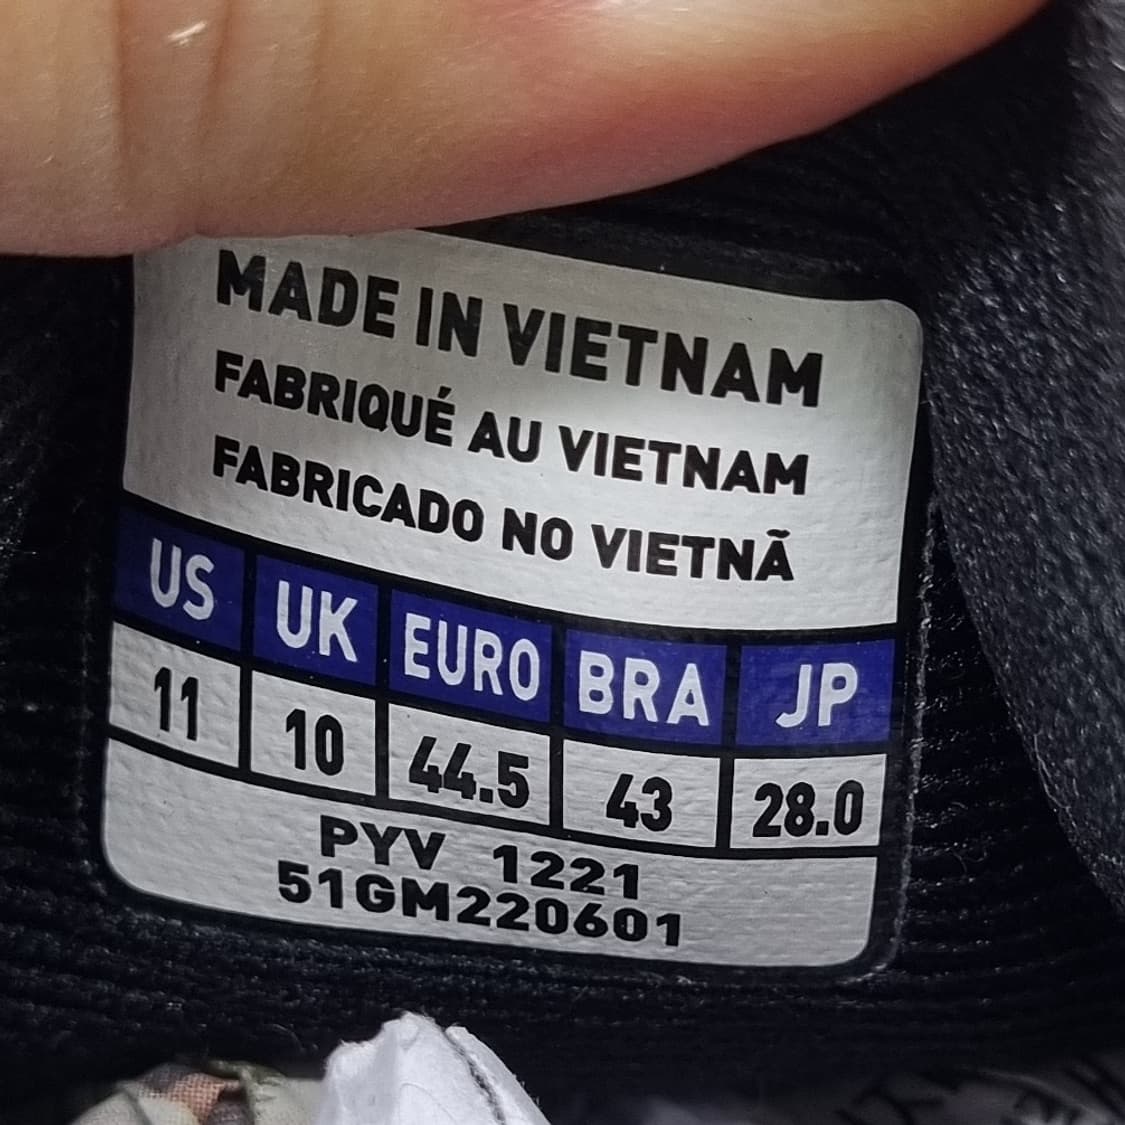 MADE IN VIETNAM
FABRIQUÉ AU VIETNAM
FABRICADO NO VIETNÃ
US UK EURO BRA JP
11 10 44.5 43 28.0
PYV 1221
51GM220601